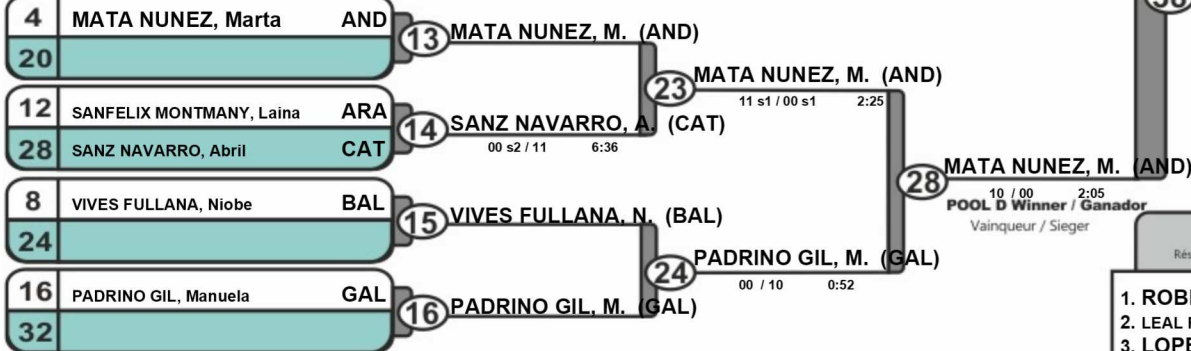 4 MATA NUNEZ, Marta AND
20
13 MATA NUNEZ, M. (AND)
12 SANFELIX MONTMANY, Laina ARA
28 SANZ NAVARRO, Abril CAT
14 SANZ NAVARRO, A. (CAT)
00 s2 / 11 6:36
23 MATA NUNEZ, M. (AND)
11 s1 / 00 s1 2:25
8 VIVES FULLANA, Niobe BAL
24
15 VIVES FULLANA, N. (BAL)
16 PADRINO GIL, Manuela GAL
32
16 PADRINO GIL, M. (GAL)
24 PADRINO GIL, M. (GAL)
00 / 10 0:52
28 MATA NUNEZ, M. (AND)
10 / 00 2:05
POOL D Winner / Ganador
Vainqueur / Sieger
1.
2. LEAL
3.